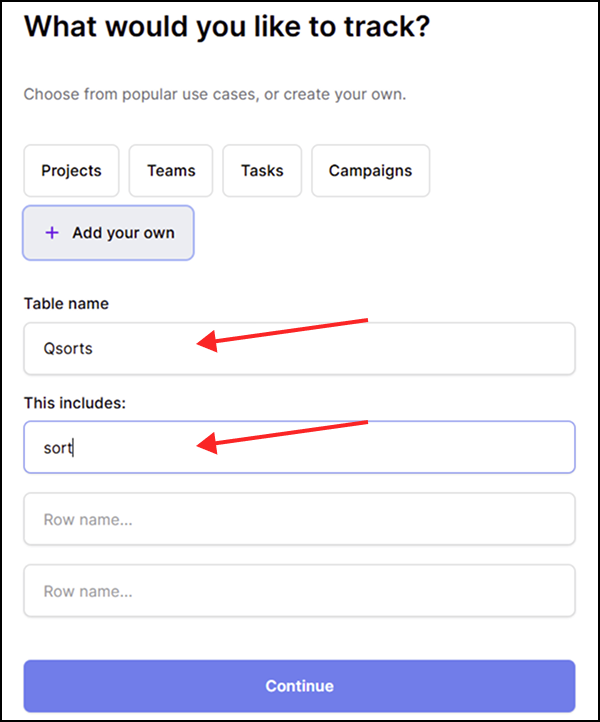 What would you like to track?
Choose from popular use cases, or create your own.
Projects Teams Tasks Campaigns
+ Add your own
Table name
Qsorts
This includes:
sort
Row name...
Row name...
Continue